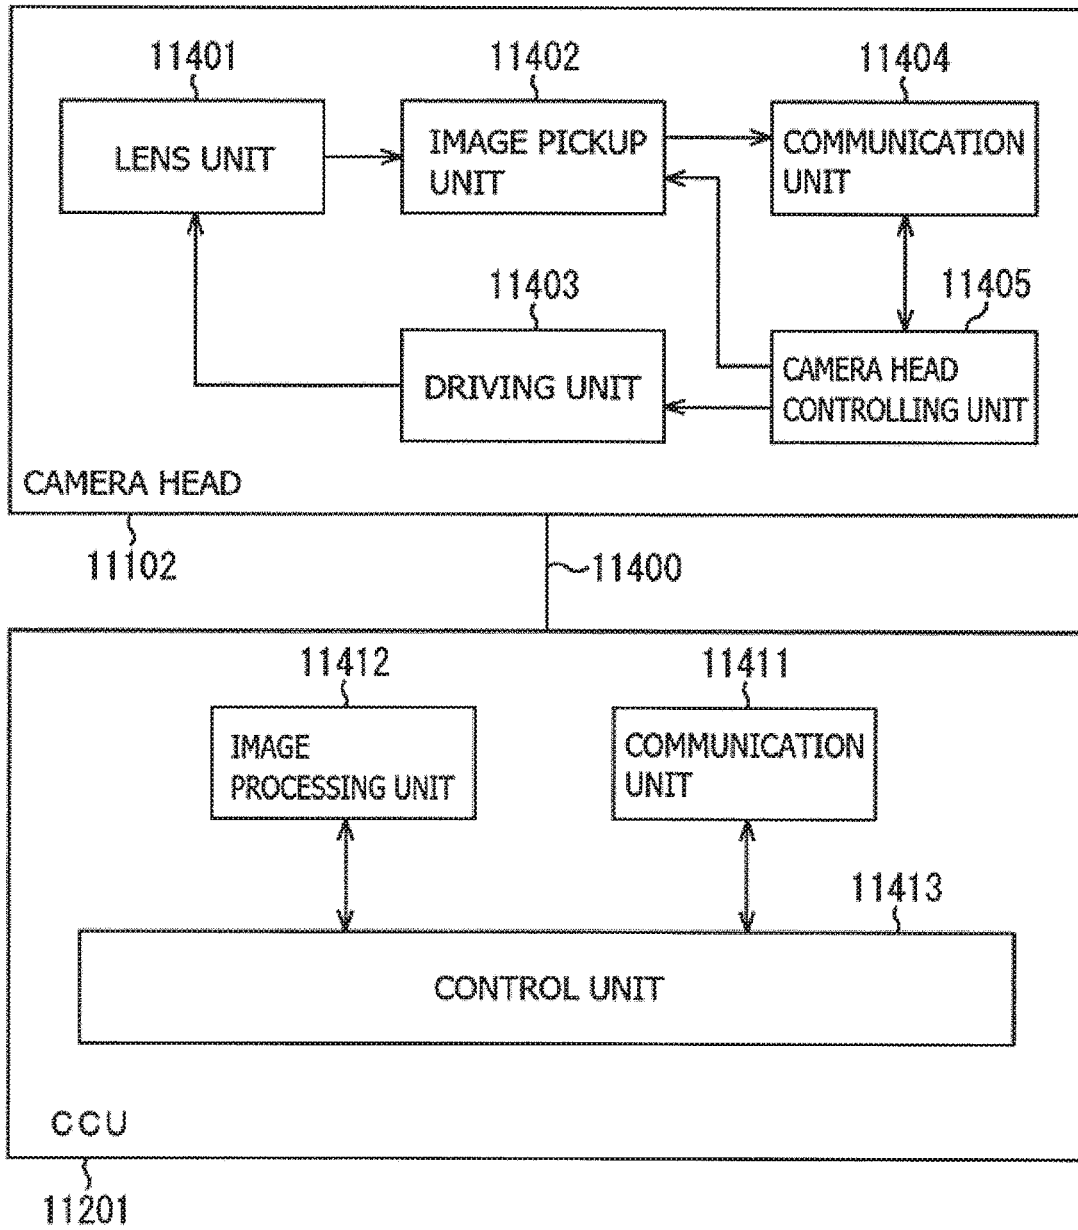 11401
11402
11404
LENS UNIT
IMAGE PICKUP
UNIT
COMMUNICATION
UNIT
11403
11405
DRIVING UNIT
CAMERA HEAD
CONTROLLING UNIT
CAMERA HEAD
11102
11400
11412
11411
IMAGE
PROCESSING UNIT
COMMUNICATION
UNIT
11413
CONTROL UNIT
CCU
11201